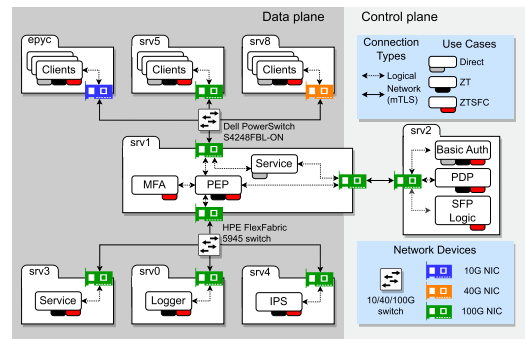 Data plane
Control plane
epyc
Clients
srv5
Clients
srv8
Clients
Connection
Types
Logical
Network
(mTLS)
Use Cases
Direct
ZT
ZTSFC
Dell PowerSwitch
S4248FBL-ON
srv1
Service
MFA
PEP
srv2
Basic Auth
PDP
SFP
Logic
HPE FlexFabric
5945 switch
srv3
Service
srv0
Logger
srv4
IPS
Network Devices
10/40/100G
switch
10G NIC
40G NIC
100G NIC